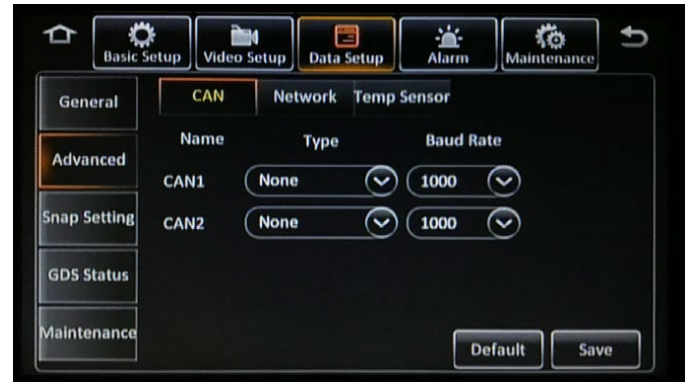 Basic Setup Video Setup Data Setup Alarm Maintenance
General CAN Network Temp Sensor
Name Type Baud Rate
Advanced
CAN1 None 1000
Snap Setting CAN2 None 1000
GDS Status
Maintenance
Default Save